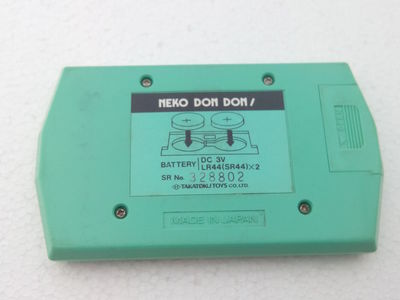 NEKO DON DON!
BATTERY DC 3V
LR44(SR44)×2
SR No. 328802
TAKATOKU TOYS CO., LTD.
MADE IN JAPAN
OPEN